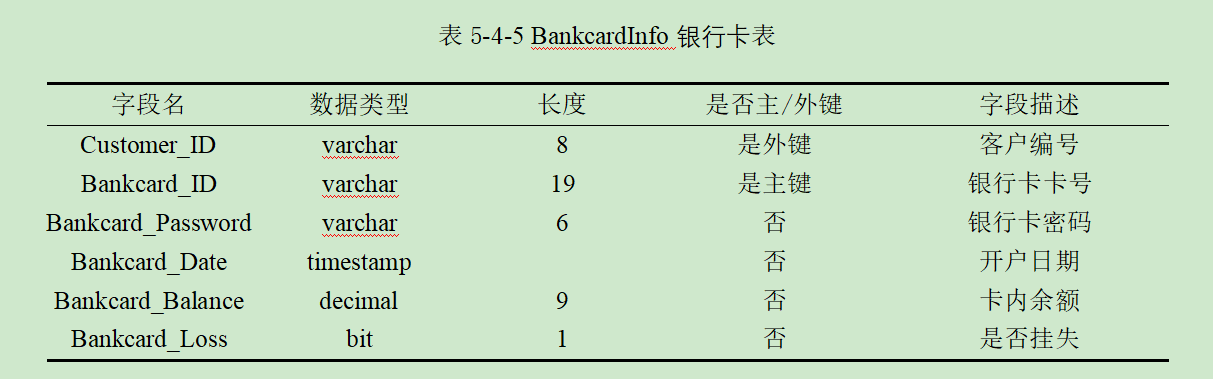 表 5-4-5 BankcardInfo 银行卡表
字段名 数据类型 长度 是否主/外键 字段描述
Customer_ID varchar 8 是外键 客户编号
Bankcard_ID varchar 19 是主键 银行卡卡号
Bankcard_Password varchar 6 否 银行卡密码
Bankcard_Date timestamp 否 开户日期
Bankcard_Balance decimal 9 否 卡内余额
Bankcard_Loss bit 1 否 是否挂失